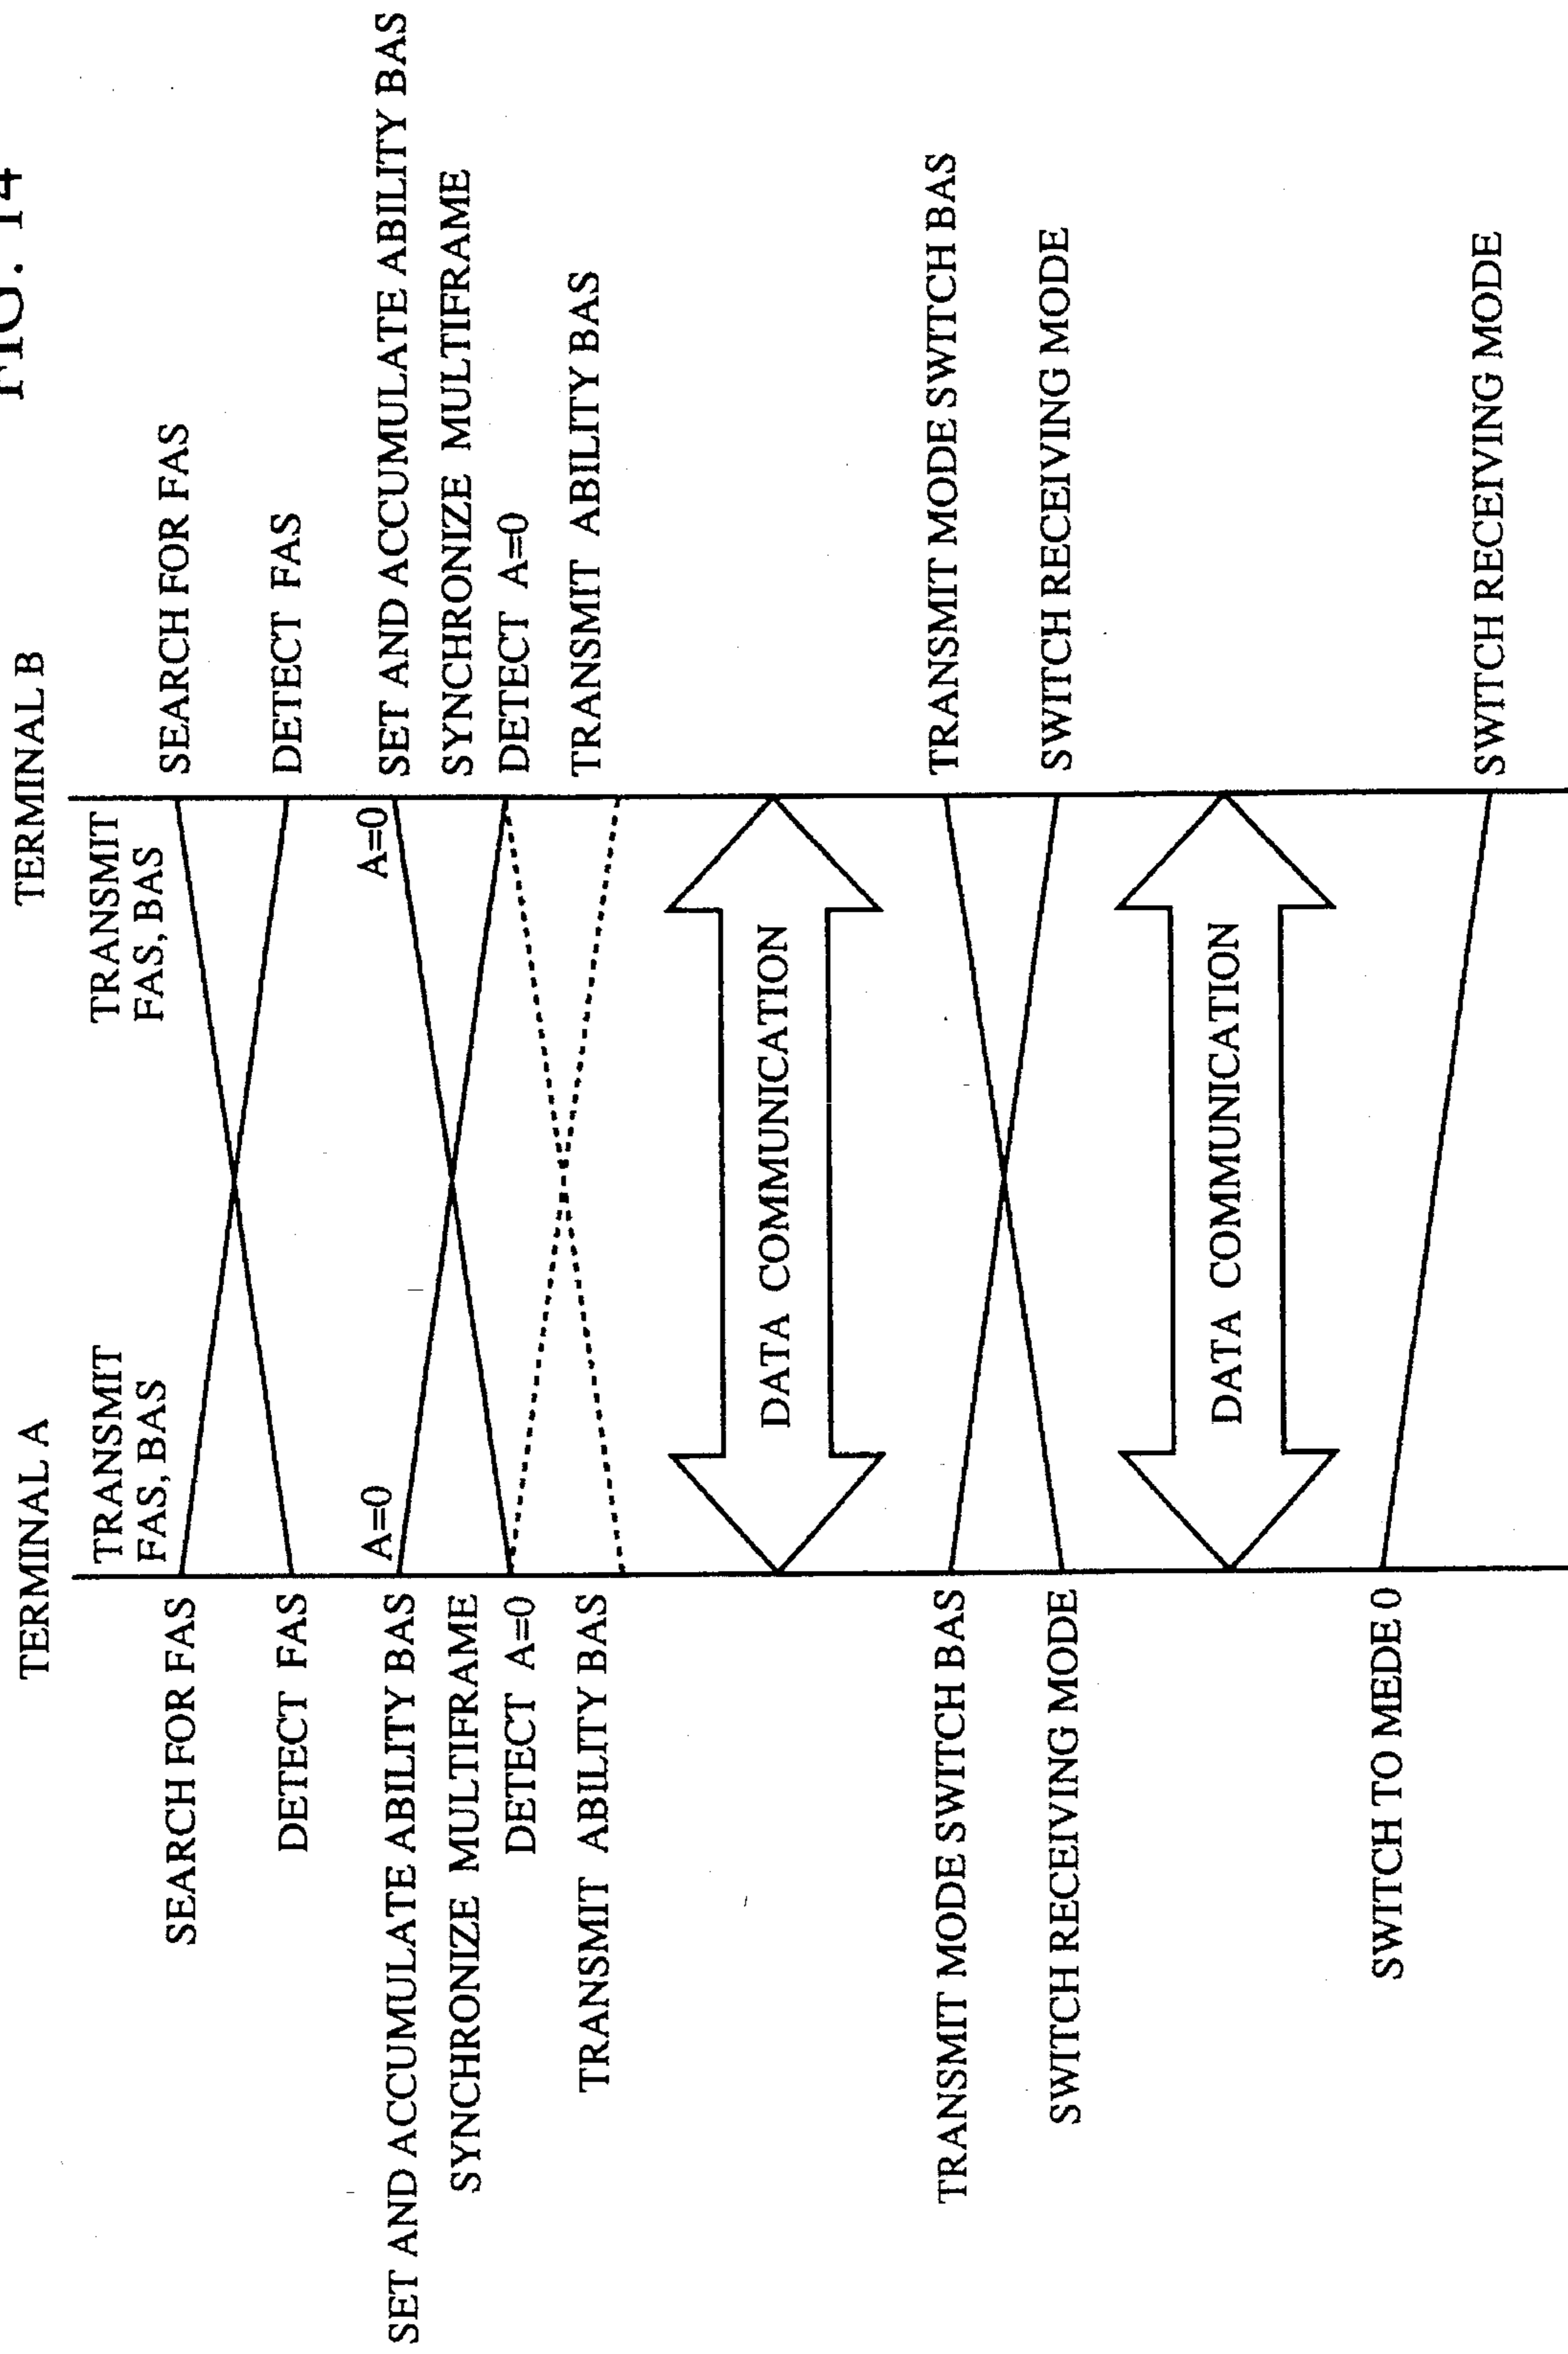 FIG. 14
TERMINAL A
TERMINAL B
TRANSMIT
FAS, BAS
TRANSMIT
FAS, BAS
SEARCH FOR FAS
SEARCH FOR FAS
DETECT FAS
DETECT FAS
A=0
A=0
SET AND ACCUMULATE ABILITY BAS
SET AND ACCUMULATE ABILITY BAS
SYNCHRONIZE MULTIFRAME
SYNCHRONIZE MULTIFRAME
DETECT A=0
DETECT A=0
TRANSMIT ABILITY BAS
TRANSMIT ABILITY BAS
DATA COMMUNICATION
TRANSMIT MODE SWITCH BAS
TRANSMIT MODE SWITCH BAS
SWITCH RECEIVING MODE
SWITCH RECEIVING MODE
DATA COMMUNICATION
SWITCH TO MEDE 0
SWITCH RECEIVING MODE